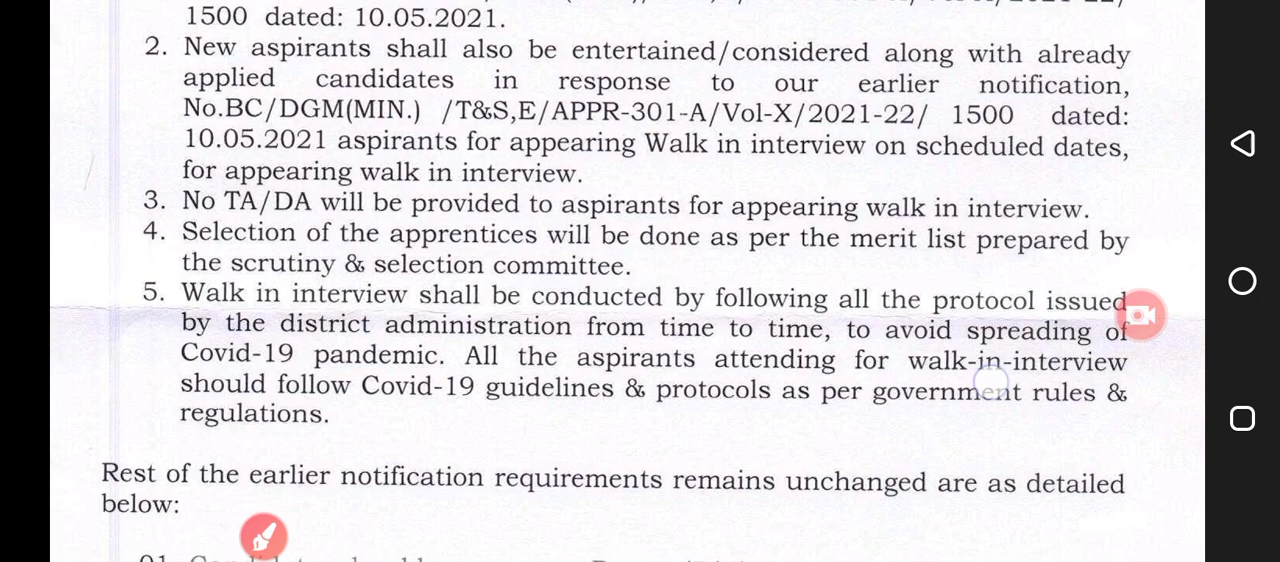 1500 dated: 10.05.2021.
2. New aspirants shall also be entertained/considered along with already
applied candidates in response to our earlier notification,
No.BC/DGM(MIN.) /T&S,E/APPR-301-A/Vol-X/2021-22/ 1500 dated:
10.05.2021 aspirants for appearing Walk in interview on scheduled dates,
for appearing walk in interview.
3. No TA/DA will be provided to aspirants for appearing walk in interview.
4. Selection of the apprentices will be done as per the merit list prepared by
the scrutiny & selection committee.
5. Walk in interview shall be conducted by following all the protocol issued
by the district administration from time to time, to avoid spreading of
Covid-19 pandemic. All the aspirants attending for walk-in-interview
should follow Covid-19 guidelines & protocols as per government rules &
regulations.
Rest of the earlier notification requirements remains unchanged are as detailed
below: